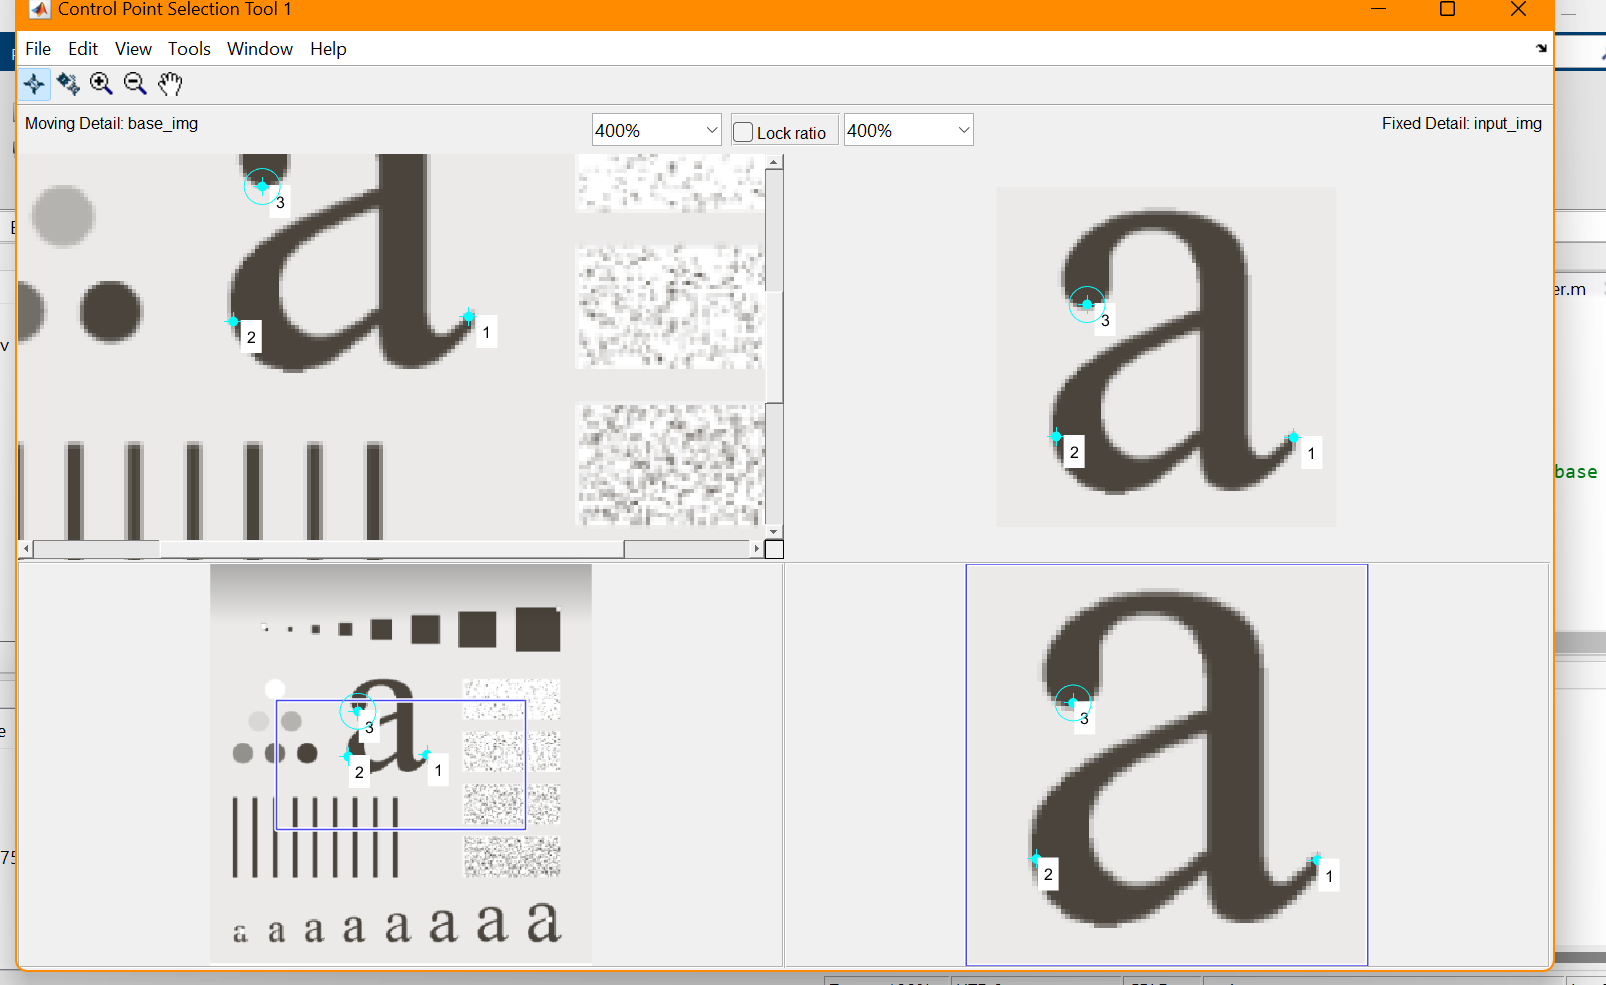 Control Point Selection Tool 1
File Edit View Tools Window Help
Moving Detail: base_img
400%
Lock ratio
400%
Fixed Detail: input_img
a
3
2
1
a
3
2
1
er.m
base
v
e
75
a
3
2
1
a a a a a a a a
a
3
2
1